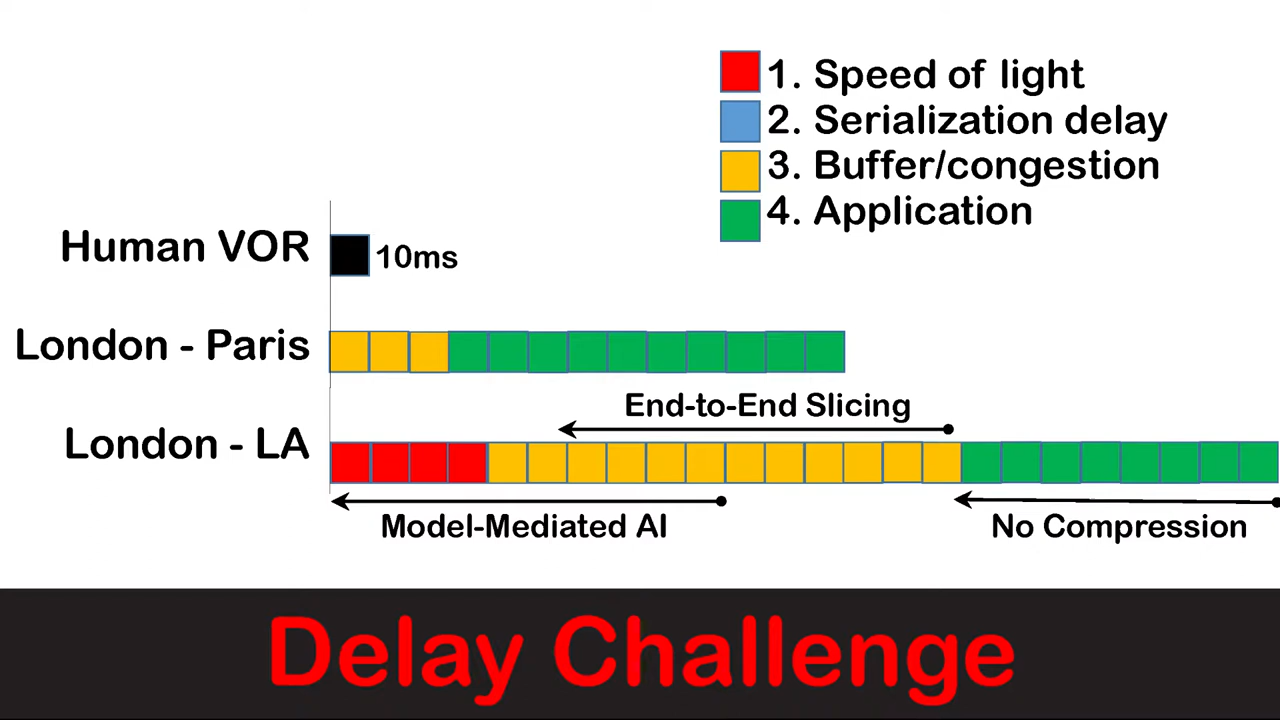 1. Speed of light
2. Serialization delay
3. Buffer/congestion
4. Application
Human VOR
10ms
London - Paris
End-to-End Slicing
London - LA
Model-Mediated AI
No Compression
Delay Challenge